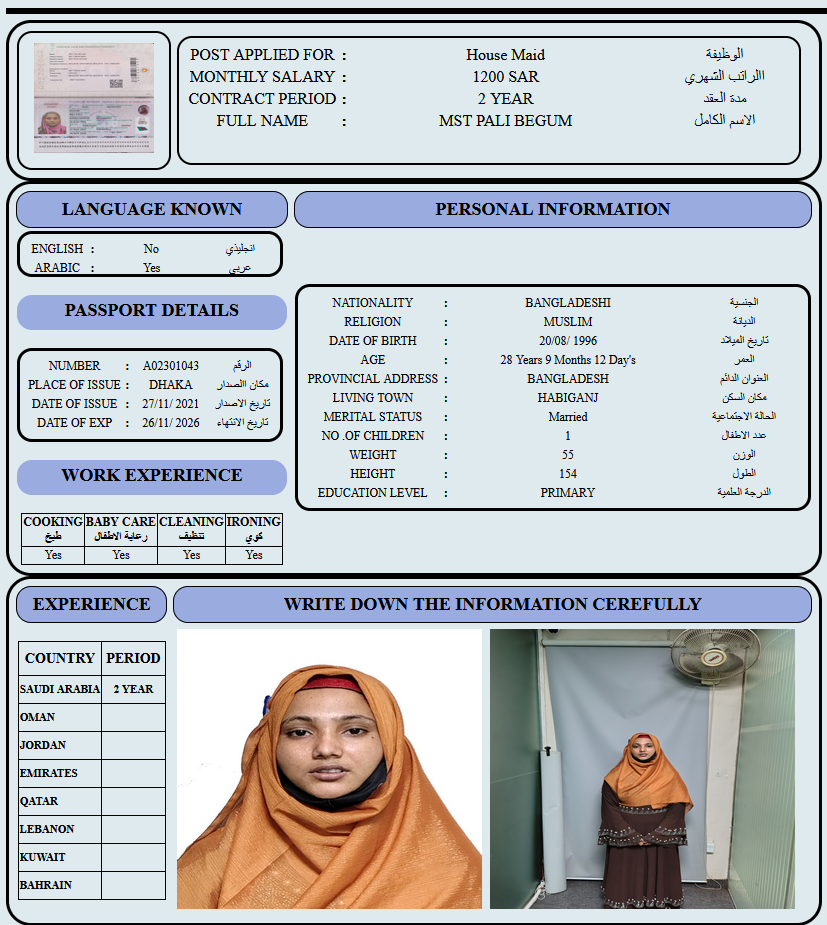 POST APPLIED FOR : House Maid الوظيفة
MONTHLY SALARY : 1200 SAR االراتب الشهري
CONTRACT PERIOD : 2 YEAR مدة العقد
FULL NAME : MST PALI BEGUM الاسم الكامل
LANGUAGE KNOWN
ENGLISH : No انجليذي
ARABIC : Yes عربي
PASSPORT DETAILS
NUMBER : A02301043 الرقم
PLACE OF ISSUE : DHAKA مكان االصدار
DATE OF ISSUE : 27/11/ 2021 تاريخ الاصدار
DATE OF EXP : 26/11/ 2026 تاريخ الانتهاء
WORK EXPERIENCE
COOKING BABY CARE CLEANING IRONING
طبخ رعاية الاطفال تنظيف كوي
Yes Yes Yes Yes
PERSONAL INFORMATION
NATIONALITY : BANGLADESHI الجنسية
RELIGION : MUSLIM الديانة
DATE OF BIRTH : 20/08/ 1996 تاريخ الميلاد
AGE : 28 Years 9 Months 12 Day's العمر
PROVINCIAL ADDRESS : BANGLADESH العنوان الدائم
LIVING TOWN : HABIGANJ مكان السكن
MERITAL STATUS : Married الحالة الاجتماعية
NO .OF CHILDREN : 1 عدد الاطفال
WEIGHT : 55 الوزن
HEIGHT : 154 الطول
EDUCATION LEVEL : PRIMARY الدرجة العلمية
EXPERIENCE
COUNTRY PERIOD
SAUDI ARABIA 2 YEAR
OMAN
JORDAN
EMIRATES
QATAR
LEBANON
KUWAIT
BAHRAIN
WRITE DOWN THE INFORMATION CEREFULLY